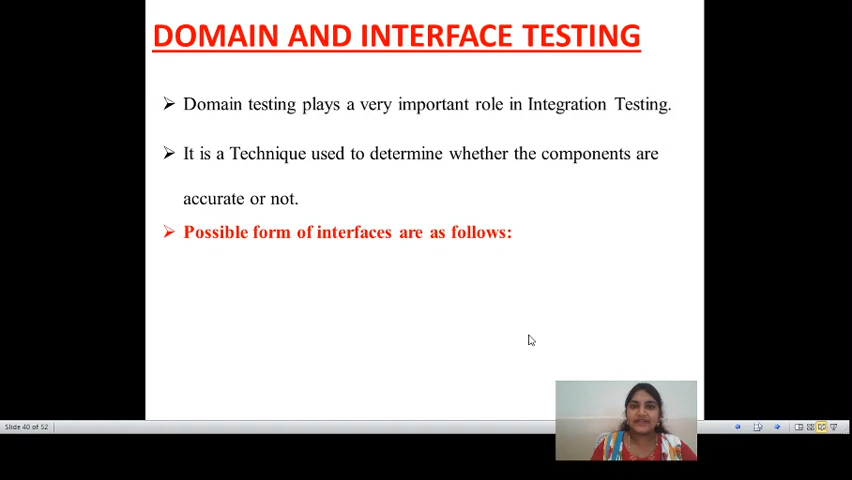 DOMAIN AND INTERFACE TESTING
➢ Domain testing plays a very important role in Integration Testing.
➢ It is a Technique used to determine whether the components are
accurate or not.
➢ Possible form of interfaces are as follows:
Slide 40 of 52